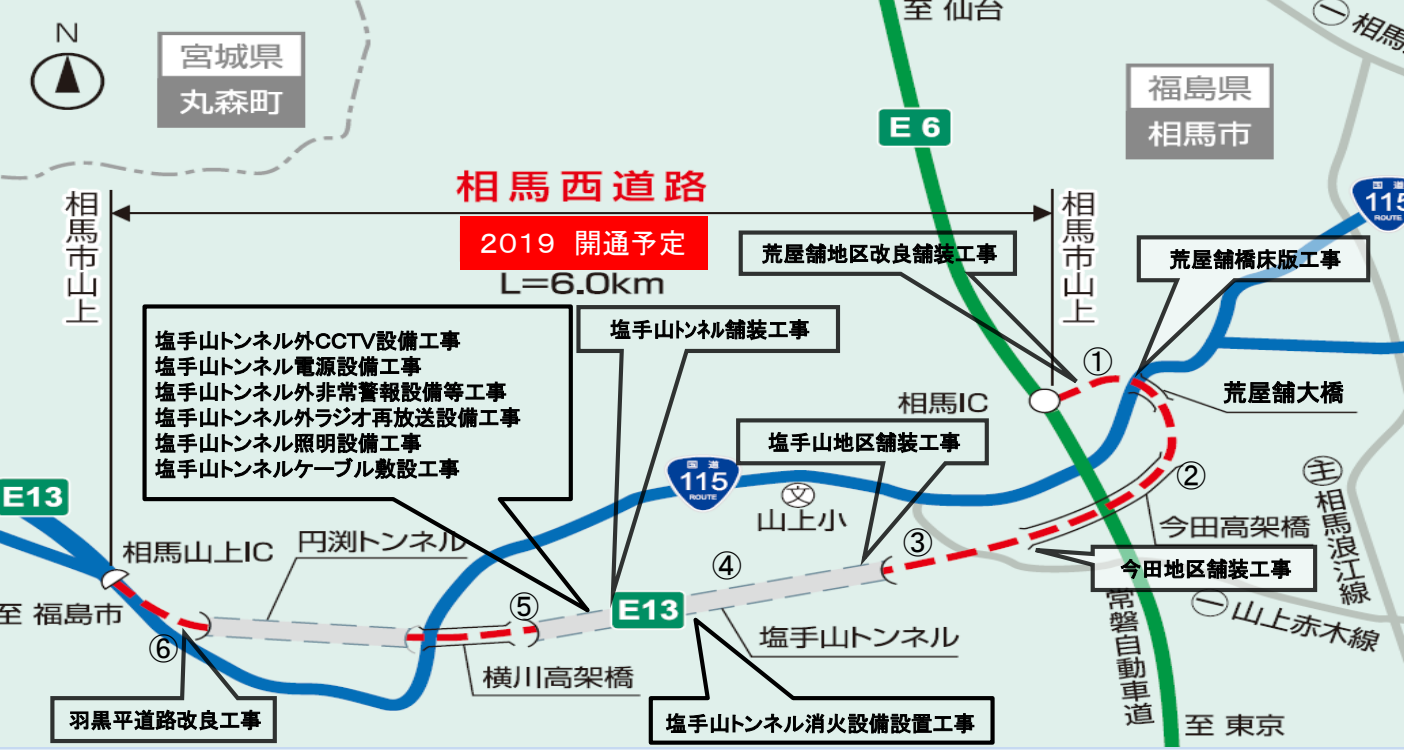 N
宮城県
丸森町
至 仙台
㊀ 相馬
E6
福島県
相馬市
相馬西道路
2019 開通予定
L=6.0km
相馬市山上
相馬市山上
国道
115
ROUTE
荒屋舗地区改良舗装工事
荒屋舗橋床版工事
塩手山トンネル外CCTV設備工事
塩手山トンネル電源設備工事
塩手山トンネル外非常警報設備等工事
塩手山トンネル外ラジオ再放送設備工事
塩手山トンネル照明設備工事
塩手山トンネルケーブル敷設工事
塩手山トンネル舗装工事
①
荒屋舗大橋
相馬IC
塩手山地区舗装工事
国道
115
ROUTE
文
山上小
②
主 相馬浪江線
E13
相馬山上IC
円渕トンネル
③
今田高架橋
今田地区舗装工事
④
⑤
E13
至 福島市
㊀ 山上赤木線
常磐自動車道
塩手山トンネル
⑥
横川高架橋
羽黒平道路改良工事
塩手山トンネル消火設備設置工事
至 東京